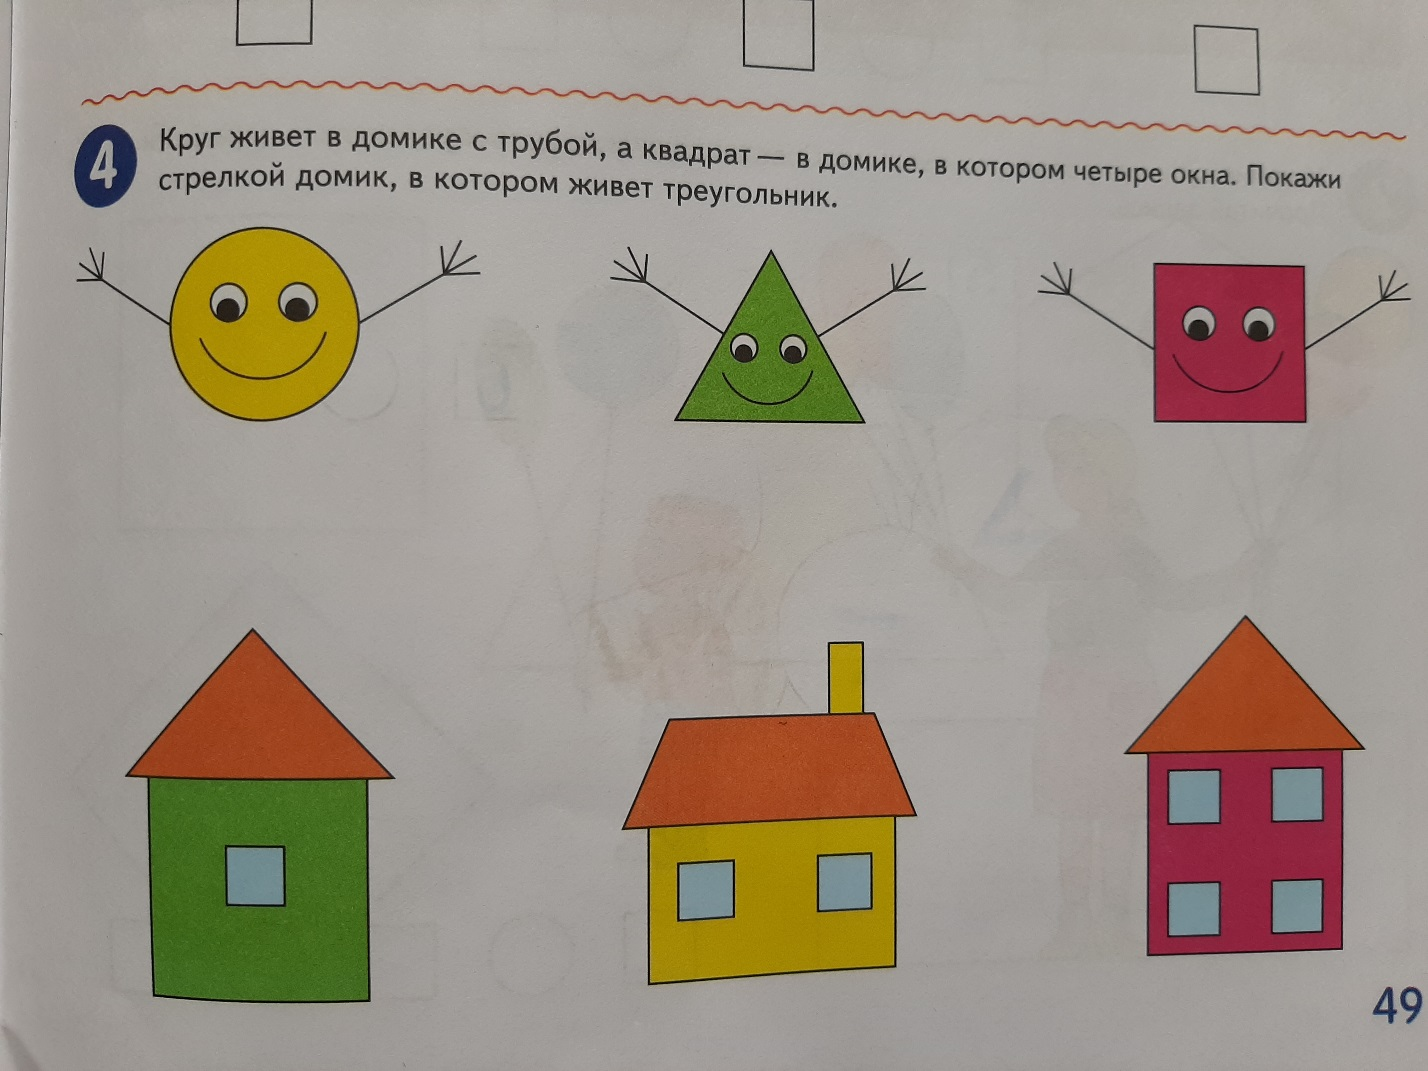 4
Круг живет в домике с трубой, а квадрат — в домике, в котором четыре окна. Покажи
стрелкой домик, в котором живет треугольник.
49